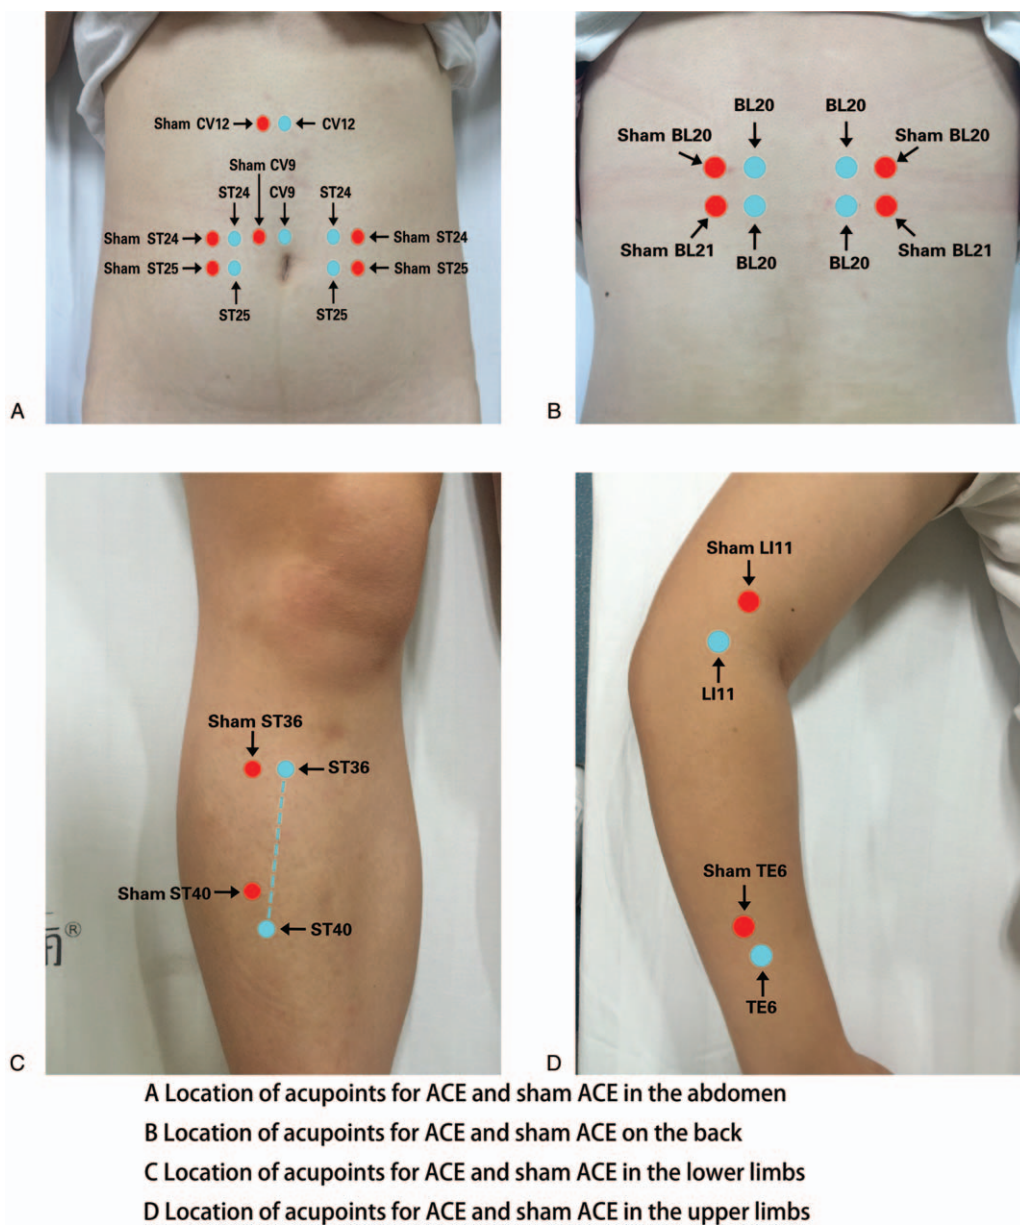 Sham CV12
CV12
Sham CV9
ST24
CV9
ST24
Sham ST24
Sham ST24
Sham ST25
Sham ST25
ST25
ST25
A
BL20
BL20
Sham BL20
Sham BL20
Sham BL21
BL20
BL20
Sham BL21
B
Sham ST36
ST36
Sham ST40
ST40
®
C
Sham LI11
LI11
Sham TE6
TE6
D
A Location of acupoints for ACE and sham ACE in the abdomen
B Location of acupoints for ACE and sham ACE on the back
C Location of acupoints for ACE and sham ACE in the lower limbs
D Location of acupoints for ACE and sham ACE in the upper limbs